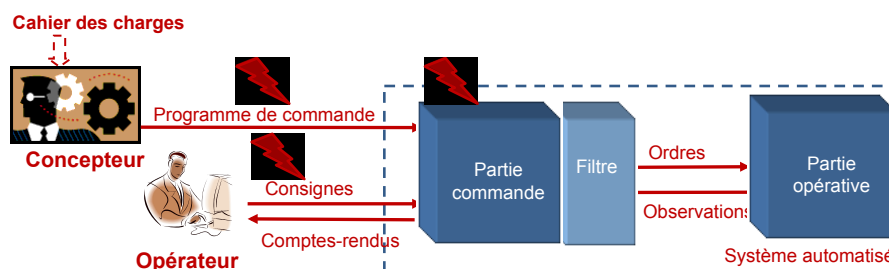 Cahier des charges
Programme de commande
Concepteur
Consignes
Comptes-rendus
Opérateur
Partie
commande
Filtre
Ordres
Observations
Partie
opérative
Système automatisé